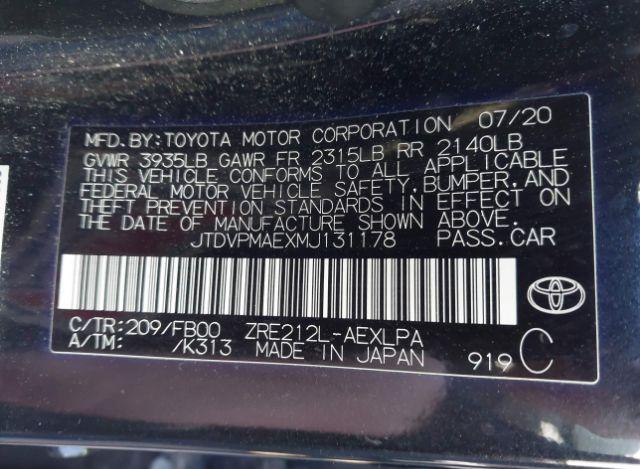 MFD.BY:TOYOTA MOTOR CORPORATION 07/20
GVWR 3935LB GAWR FR 2315LB RR 2140LB
THIS VEHICLE CONFORMS TO ALL APPLICABLE
FEDERAL MOTOR VEHICLE SAFETY,BUMPER,AND
THEFT PREVENTION STANDARDS IN EFFECT ON
THE DATE OF MANUFACTURE SHOWN ABOVE.
JTDVPMAEXMJ131178 PASS.CAR
C/TR:209/FB00 ZRE212L-AEXLPA
A/TM: /K313 MADE IN JAPAN 919 C